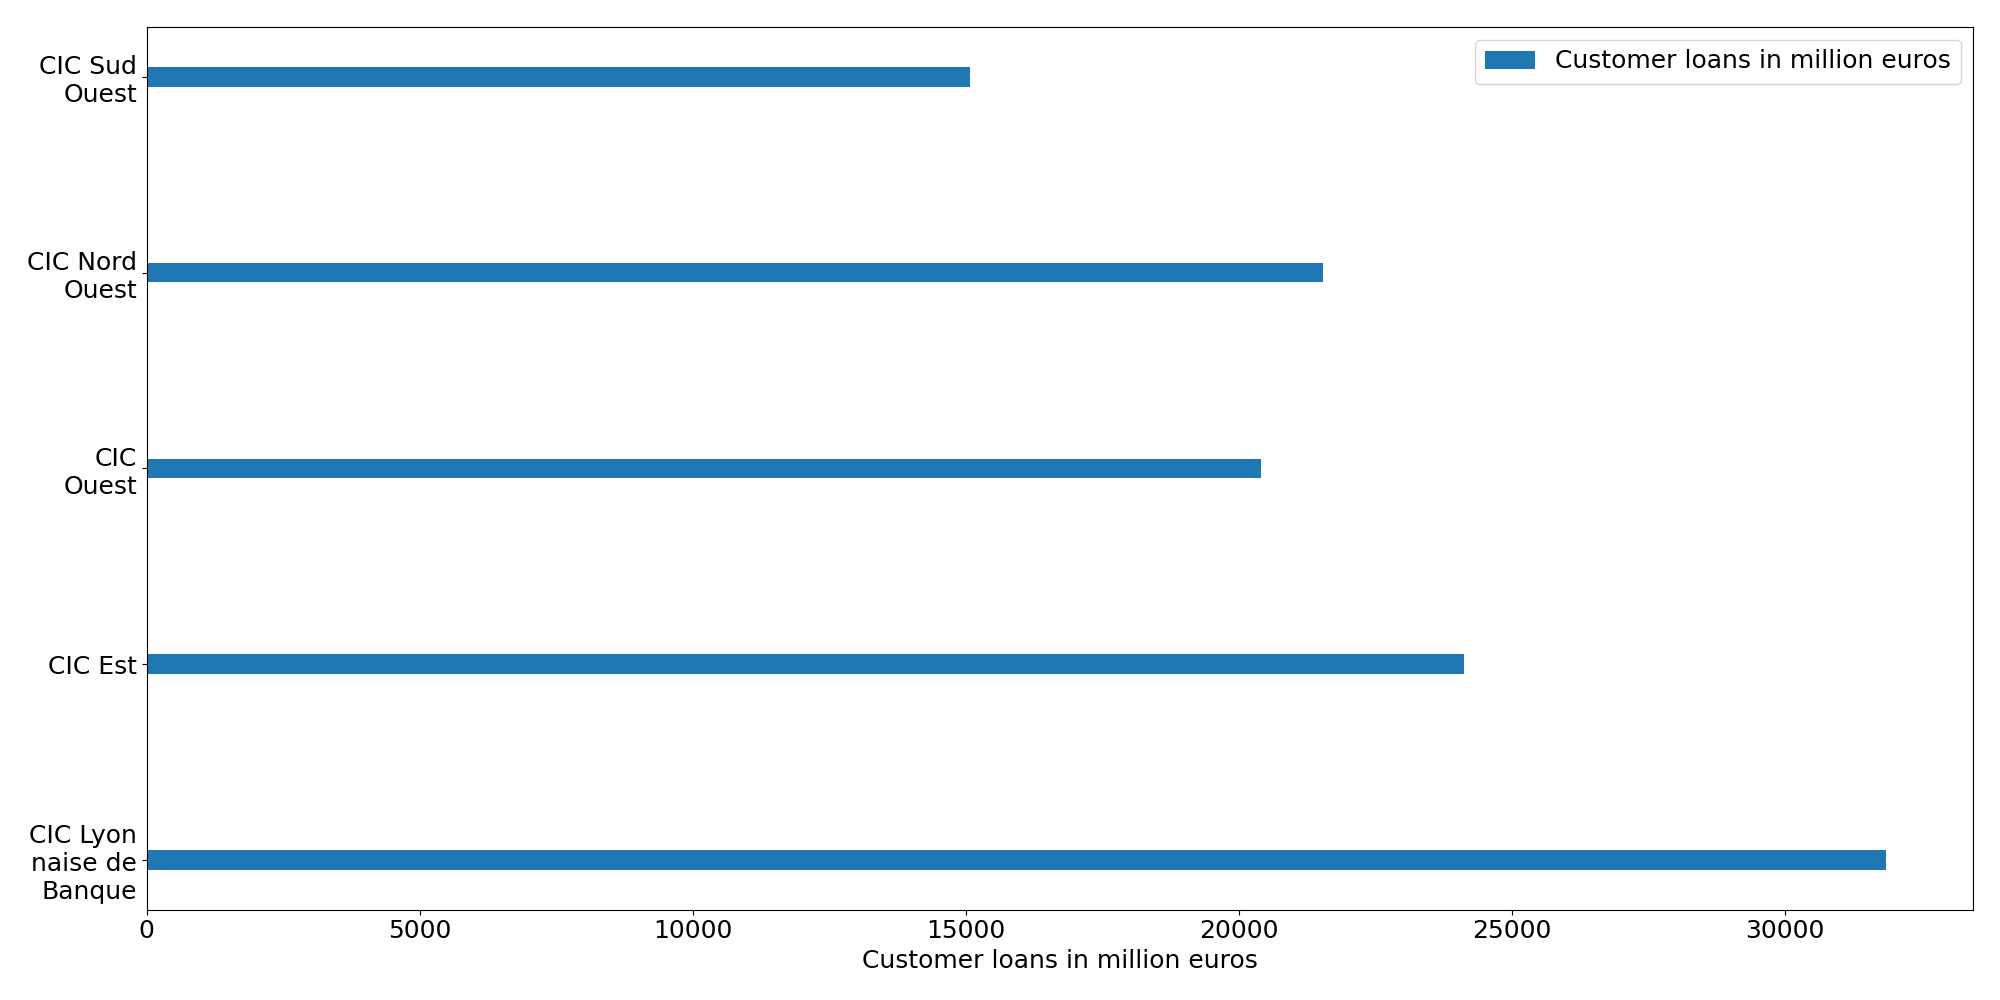 Customer loans in million euros
CIC Sud
Ouest
CIC Nord
Ouest
CIC
Ouest
CIC Est
CIC Lyon
naise de
Banque
0 5000 10000 15000 20000 25000 30000
Customer loans in million euros